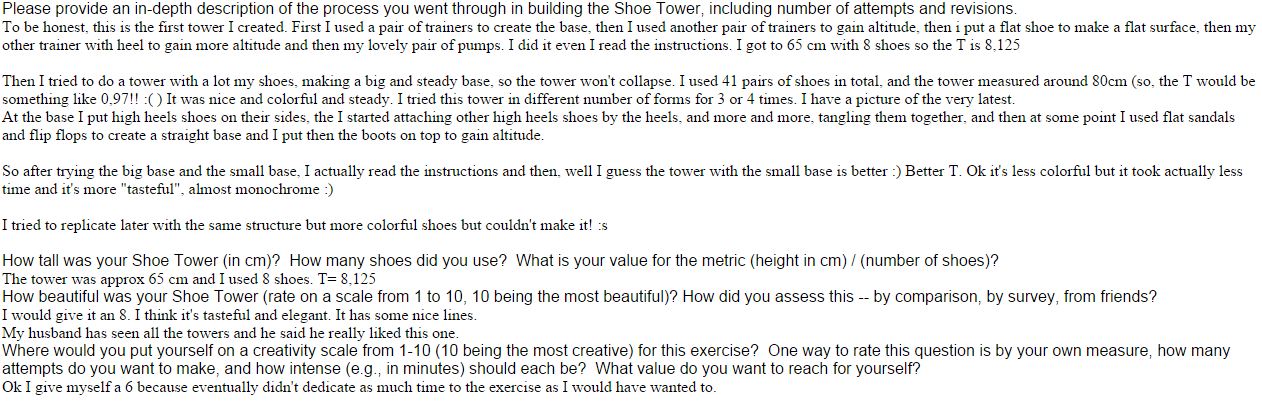 Please provide an in-depth description of the process you went through in building the Shoe Tower, including number of attempts and revisions.
To be honest, this is the first tower I created. First I used a pair of trainers to create the base, then I used another pair of trainers to gain altitude, then i put a flat shoe to make a flat surface, then my
other trainer with heel to gain more altitude and then my lovely pair of pumps. I did it even I read the instructions. I got to 65 cm with 8 shoes so the T is 8,125
Then I tried to do a tower with a lot my shoes, making a big and steady base, so the tower won't collapse. I used 41 pairs of shoes in total, and the tower measured around 80cm (so, the T would be
something like 0,97!! :( ) It was nice and colorful and steady. I tried this tower in different number of forms for 3 or 4 times. I have a picture of the very latest.
At the base I put high heels shoes on their sides, the I started attaching other high heels shoes by the heels, and more and more, tangling them together, and then at some point I used flat sandals
and flip flops to create a straight base and I put then the boots on top to gain altitude.
So after trying the big base and the small base, I actually read the instructions and then, well I guess the tower with the small base is better :) Better T. Ok it's less colorful but it took actually less
time and it's more "tasteful", almost monochrome :)
I tried to replicate later with the same structure but more colorful shoes but couldn't make it! :s
How tall was your Shoe Tower (in cm)? How many shoes did you use? What is your value for the metric (height in cm) / (number of shoes)?
The tower was approx 65 cm and I used 8 shoes. T= 8,125
How beautiful was your Shoe Tower (rate on a scale from 1 to 10, 10 being the most beautiful)? How did you assess this -- by comparison, by survey, from friends?
I would give it an 8. I think it's tasteful and elegant. It has some nice lines.
My husband has seen all the towers and he said he really liked this one.
Where would you put yourself on a creativity scale from 1-10 (10 being the most creative) for this exercise? One way to rate this question is by your own measure, how many
attempts do you want to make, and how intense (e.g., in minutes) should each be? What value do you want to reach for yourself?
Ok I give myself a 6 because eventually didn't dedicate as much time to the exercise as I would have wanted to.